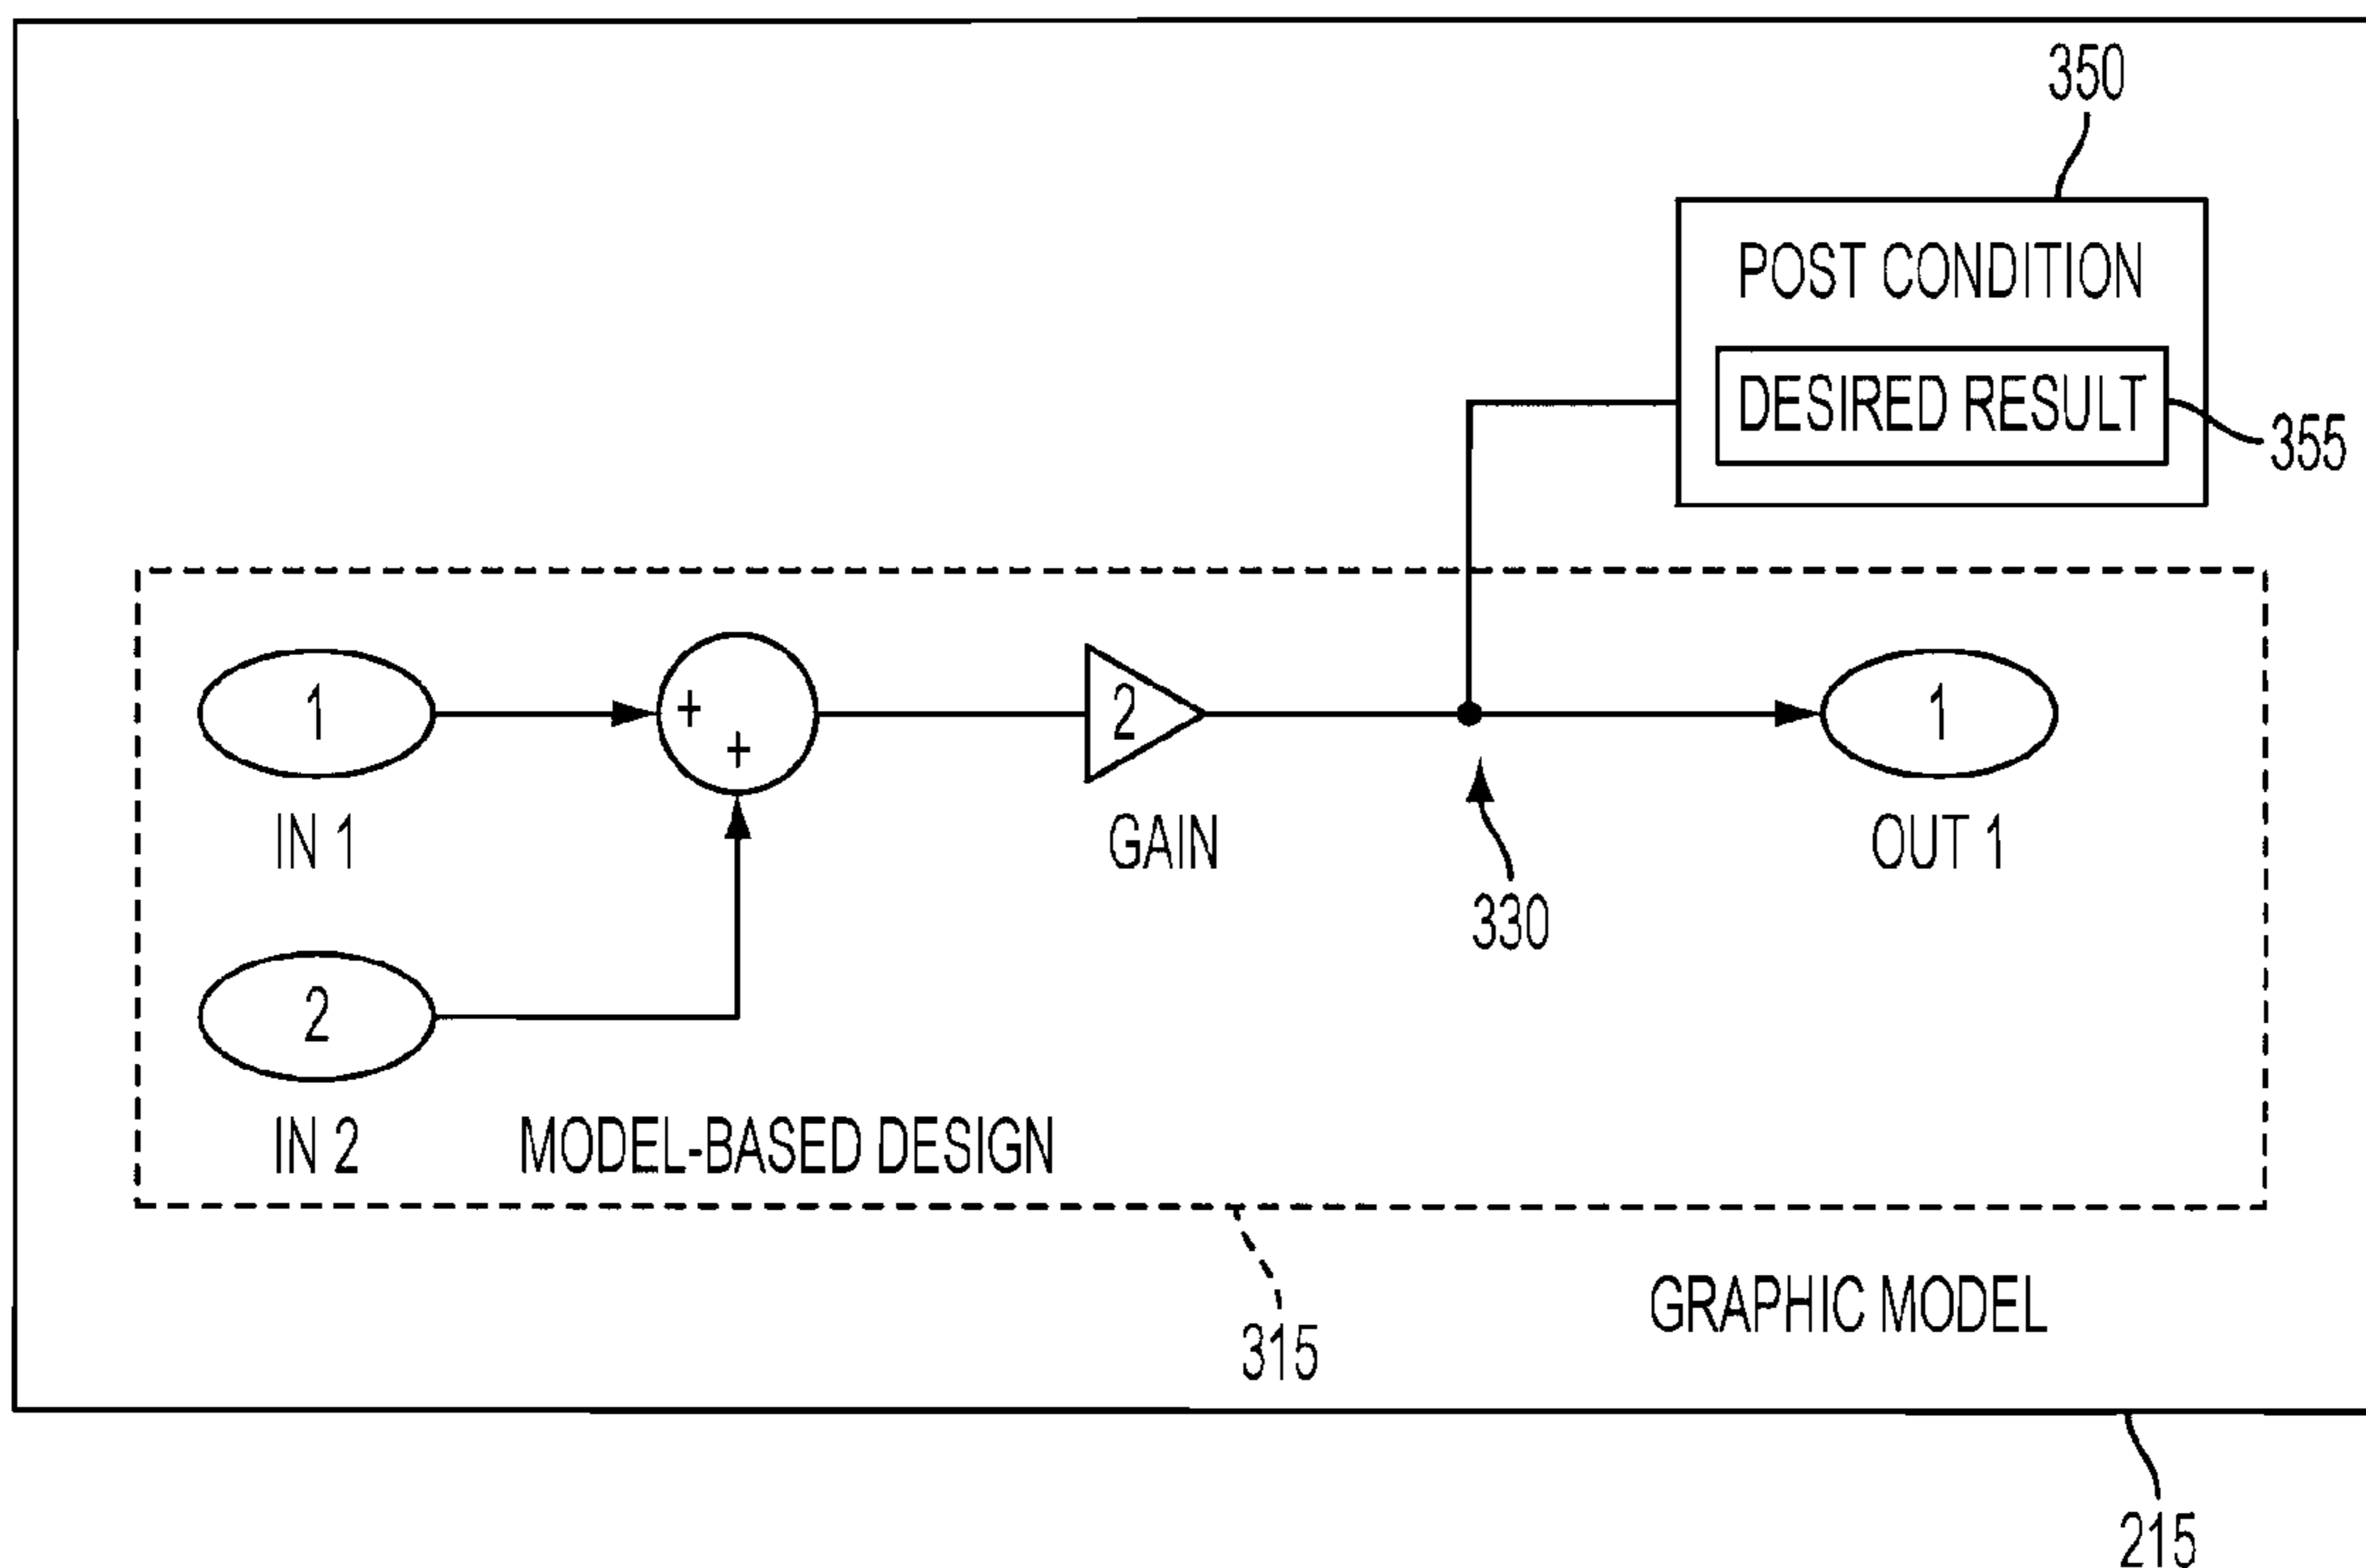 350
POST CONDITION
DESIRED RESULT
355
1
+
+
2
1
IN 1
GAIN
OUT 1
330
2
IN 2
MODEL-BASED DESIGN
GRAPHIC MODEL
315
215